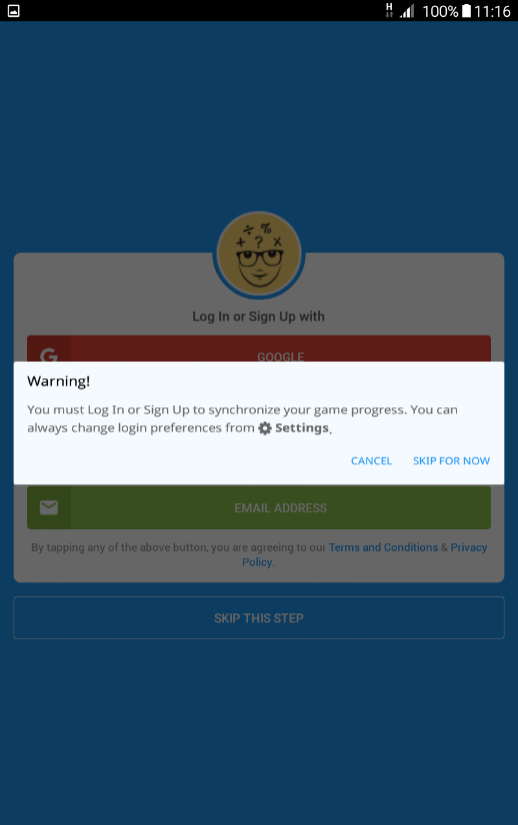 H 100% 11:16
÷ %
+ ? ×
Log In or Sign Up with
G GOOGLE
Warning!
You must Log In or Sign Up to synchronize your game progress. You can
always change login preferences from Settings.
CANCEL SKIP FOR NOW
EMAIL ADDRESS
By tapping any of the above button, you are agreeing to our Terms and Conditions & Privacy
Policy.
SKIP THIS STEP